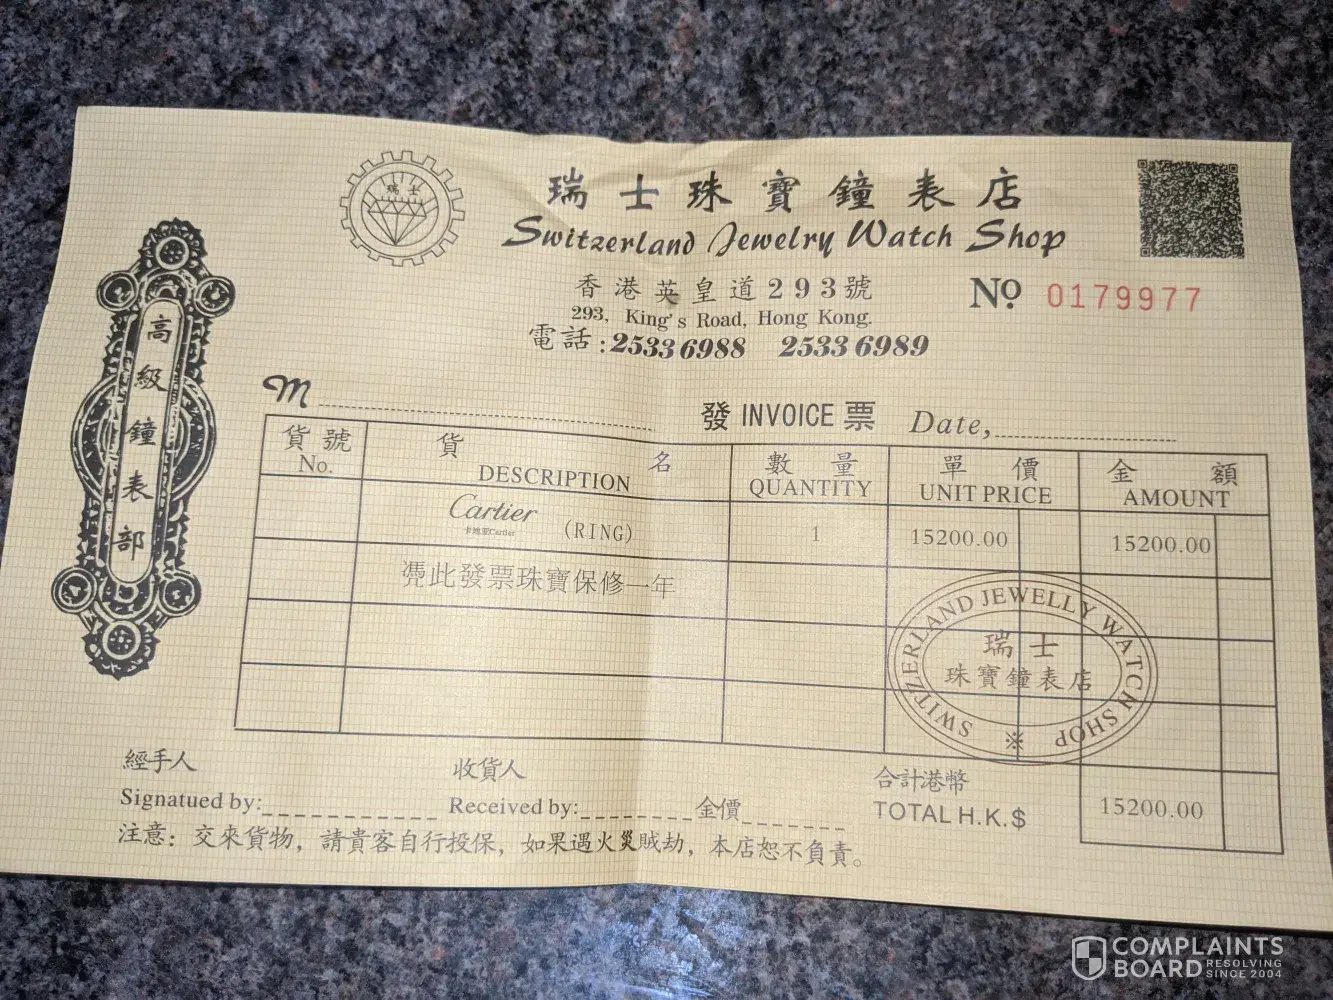 瑞士
瑞士珠寶鐘表店
Switzerland Jewelry Watch Shop
香港英皇道293號
293, King's Road, Hong Kong.
電話:2533 6988 2533 6989
Nọ 0179977
高級鐘表部
M
發 INVOICE 票
Date,
貨號 貨名 數量 單價 金額
No. DESCRIPTION QUANTITY UNIT PRICE AMOUNT
Cartier (RING) 1 15200.00 15200.00
卡地亚Cartier
凴此發票珠寶保修一年
SWITZERLAND JEWELLY WATCH SHOP
瑞士
珠寶鐘表店
※
經手人 收貨人 合計港幣
Signatued by: Received by: 金價 TOTAL H.K.$ 15200.00
注意：交來貨物，請貴客自行投保，如果遇火災賊劫，本店恕不負責。
COMPLAINTS
BOARD RESOLVING
SINCE 2004